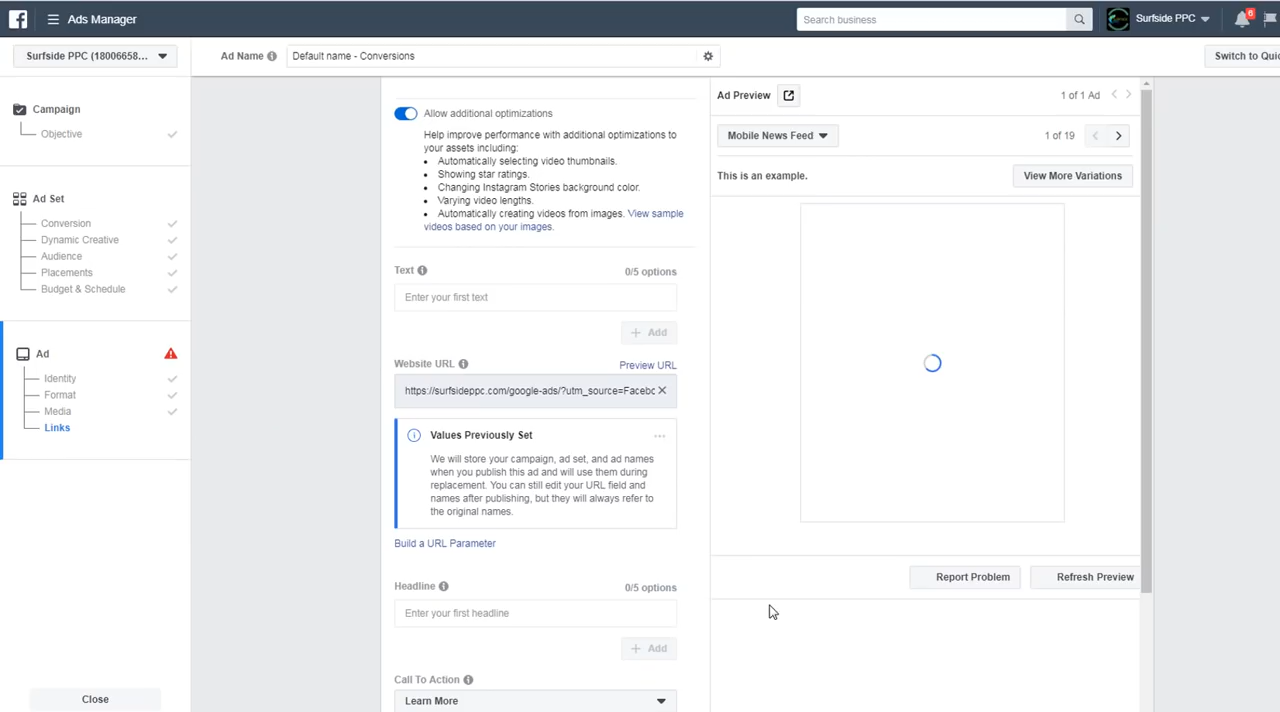 Ads Manager
Search business
Surfside PPC
6
Surfside PPC (18006658...
Ad Name
Default name - Conversions
Switch to Quic
Campaign
Objective
Ad Set
Conversion
Dynamic Creative
Audience
Placements
Budget & Schedule
Ad
Identity
Format
Media
Links
Close
Allow additional optimizations
Help improve performance with additional optimizations to
your assets including:
• Automatically selecting video thumbnails.
• Showing star ratings.
• Changing Instagram Stories background color.
• Varying video lengths.
• Automatically creating videos from images. View sample
videos based on your images.
Text
0/5 options
Enter your first text
+ Add
Website URL
Preview URL
https://surfsideppc.com/google-ads/?utm_source=Facebc
Values Previously Set
We will store your campaign, ad set, and ad names
when you publish this ad and will use them during
replacement. You can still edit your URL field and
names after publishing, but they will always refer to
the original names.
Build a URL Parameter
Headline
0/5 options
Enter your first headline
+ Add
Call To Action
Learn More
Ad Preview
1 of 1 Ad
Mobile News Feed
1 of 19
This is an example.
View More Variations
Report Problem
Refresh Preview